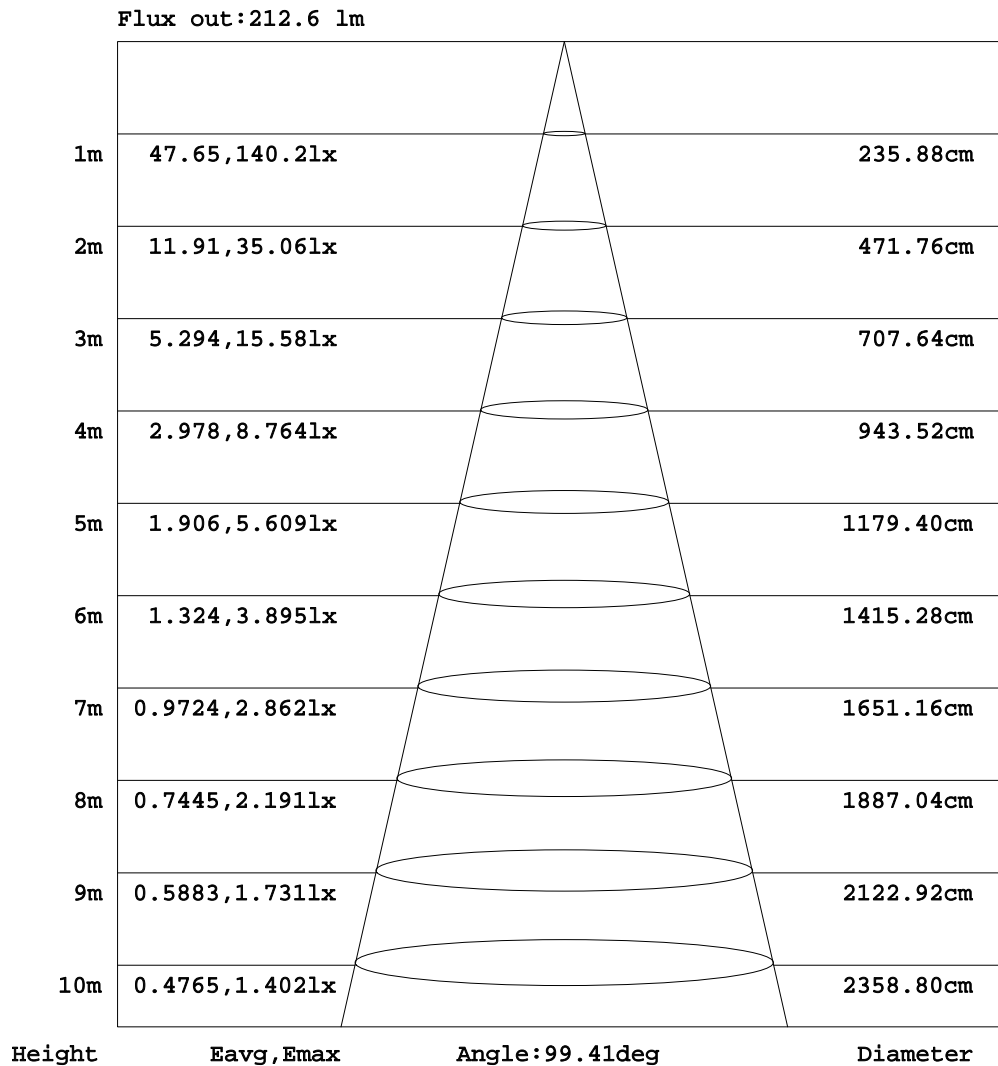 Flux out:212.6 lm
1m 47.65,140.2lx 235.88cm
2m 11.91,35.06lx 471.76cm
3m 5.294,15.58lx 707.64cm
4m 2.978,8.764lx 943.52cm
5m 1.906,5.609lx 1179.40cm
6m 1.324,3.895lx 1415.28cm
7m 0.9724,2.862lx 1651.16cm
8m 0.7445,2.191lx 1887.04cm
9m 0.5883,1.731lx 2122.92cm
10m 0.4765,1.402lx 2358.80cm
Height Eavg,Emax Angle:99.41deg Diameter